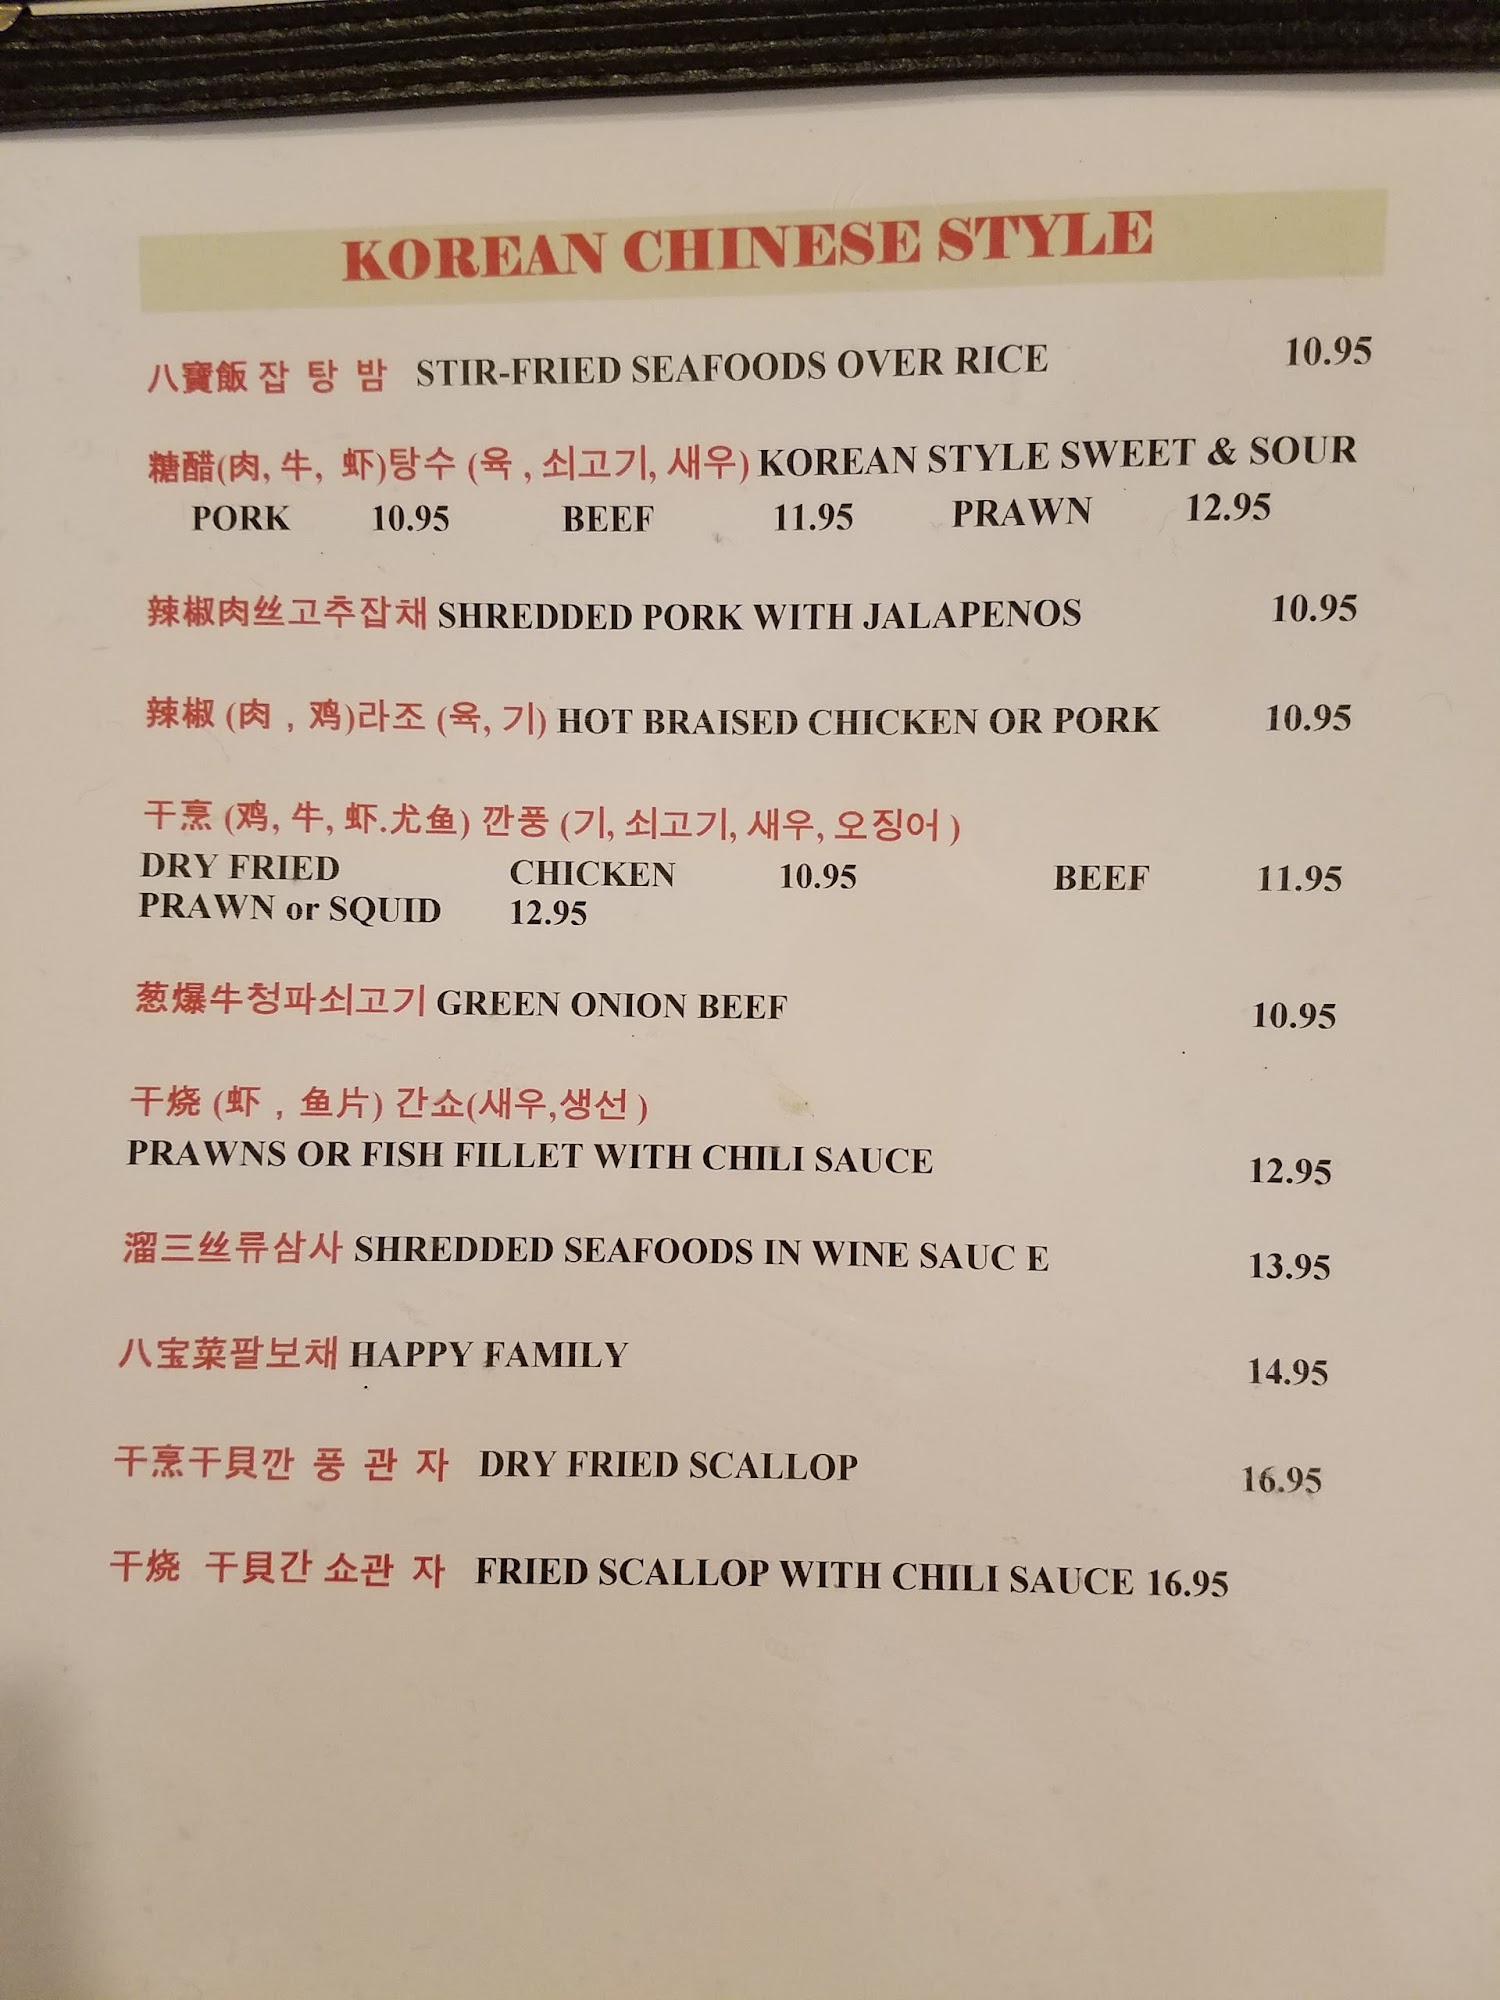 KOREAN CHINESE STYLE
八寶飯 잡 탕 밤 STIR-FRIED SEAFOODS OVER RICE 10.95
糖醋(肉, 牛, 虾)탕수 (육 , 쇠고기, 새우) KOREAN STYLE SWEET & SOUR
PORK 10.95 BEEF 11.95 PRAWN 12.95
辣椒肉丝고추잡채 SHREDDED PORK WITH JALAPENOS 10.95
辣椒 (肉 , 鸡)라조 (육, 기) HOT BRAISED CHICKEN OR PORK 10.95
干烹 (鸡, 牛, 虾.尤鱼) 깐풍 (기, 쇠고기, 새우, 오징어 )
DRY FRIED CHICKEN 10.95 BEEF 11.95
PRAWN or SQUID 12.95
葱爆牛청파쇠고기 GREEN ONION BEEF 10.95
干烧 (虾 , 鱼片) 간쇼(새우,생선 )
PRAWNS OR FISH FILLET WITH CHILI SAUCE 12.95
溜三丝류삼사 SHREDDED SEAFOODS IN WINE SAUC E 13.95
八宝菜팔보채 HAPPY FAMILY 14.95
干烹干貝깐 풍 관 자 DRY FRIED SCALLOP 16.95
干烧 干貝간 쇼관 자 FRIED SCALLOP WITH CHILI SAUCE 16.95